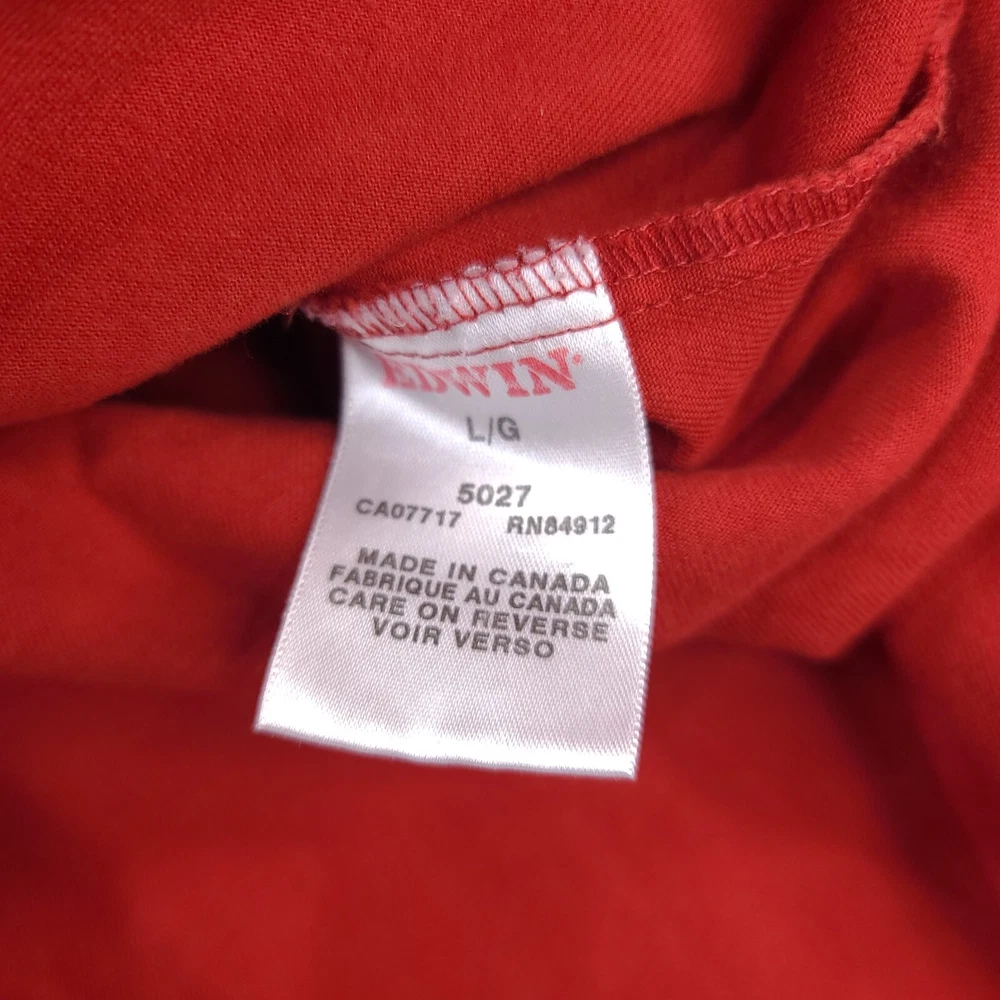 EDWIN
L/G
5027
CA07717 RN84912
MADE IN CANADA
FABRIQUE AU CANADA
CARE ON REVERSE
VOIR VERSO